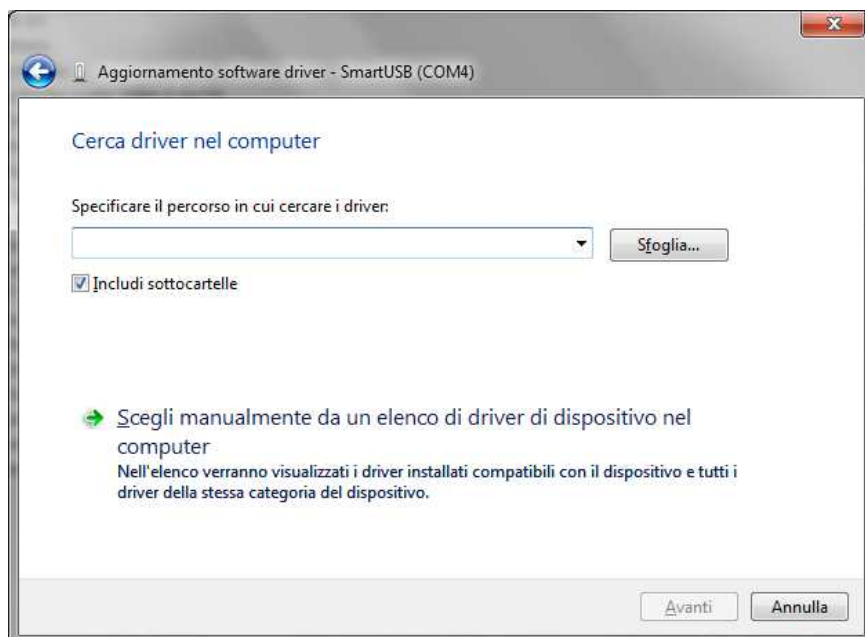 Aggiornamento software driver - SmartUSB (COM4)
Cerca driver nel computer
Specificare il percorso in cui cercare i driver:
Sfoglia...
Includi sottocartelle
Scegli manualmente da un elenco di driver di dispositivo nel
computer
Nell'elenco verranno visualizzati i driver installati compatibili con il dispositivo e tutti i
driver della stessa categoria del dispositivo.
Avanti
Annulla